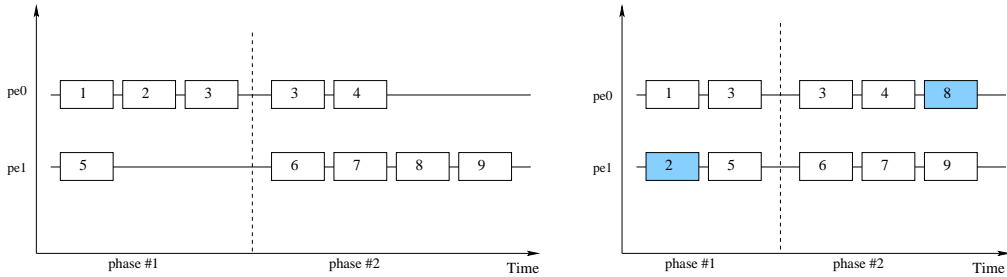 pe0 1 2 3 3 4
pe1 5 6 7 8 9
phase #1 phase #2 Time
pe0 1 3 3 4 8
pe1 2 5 6 7 9
phase #1 phase #2 Time